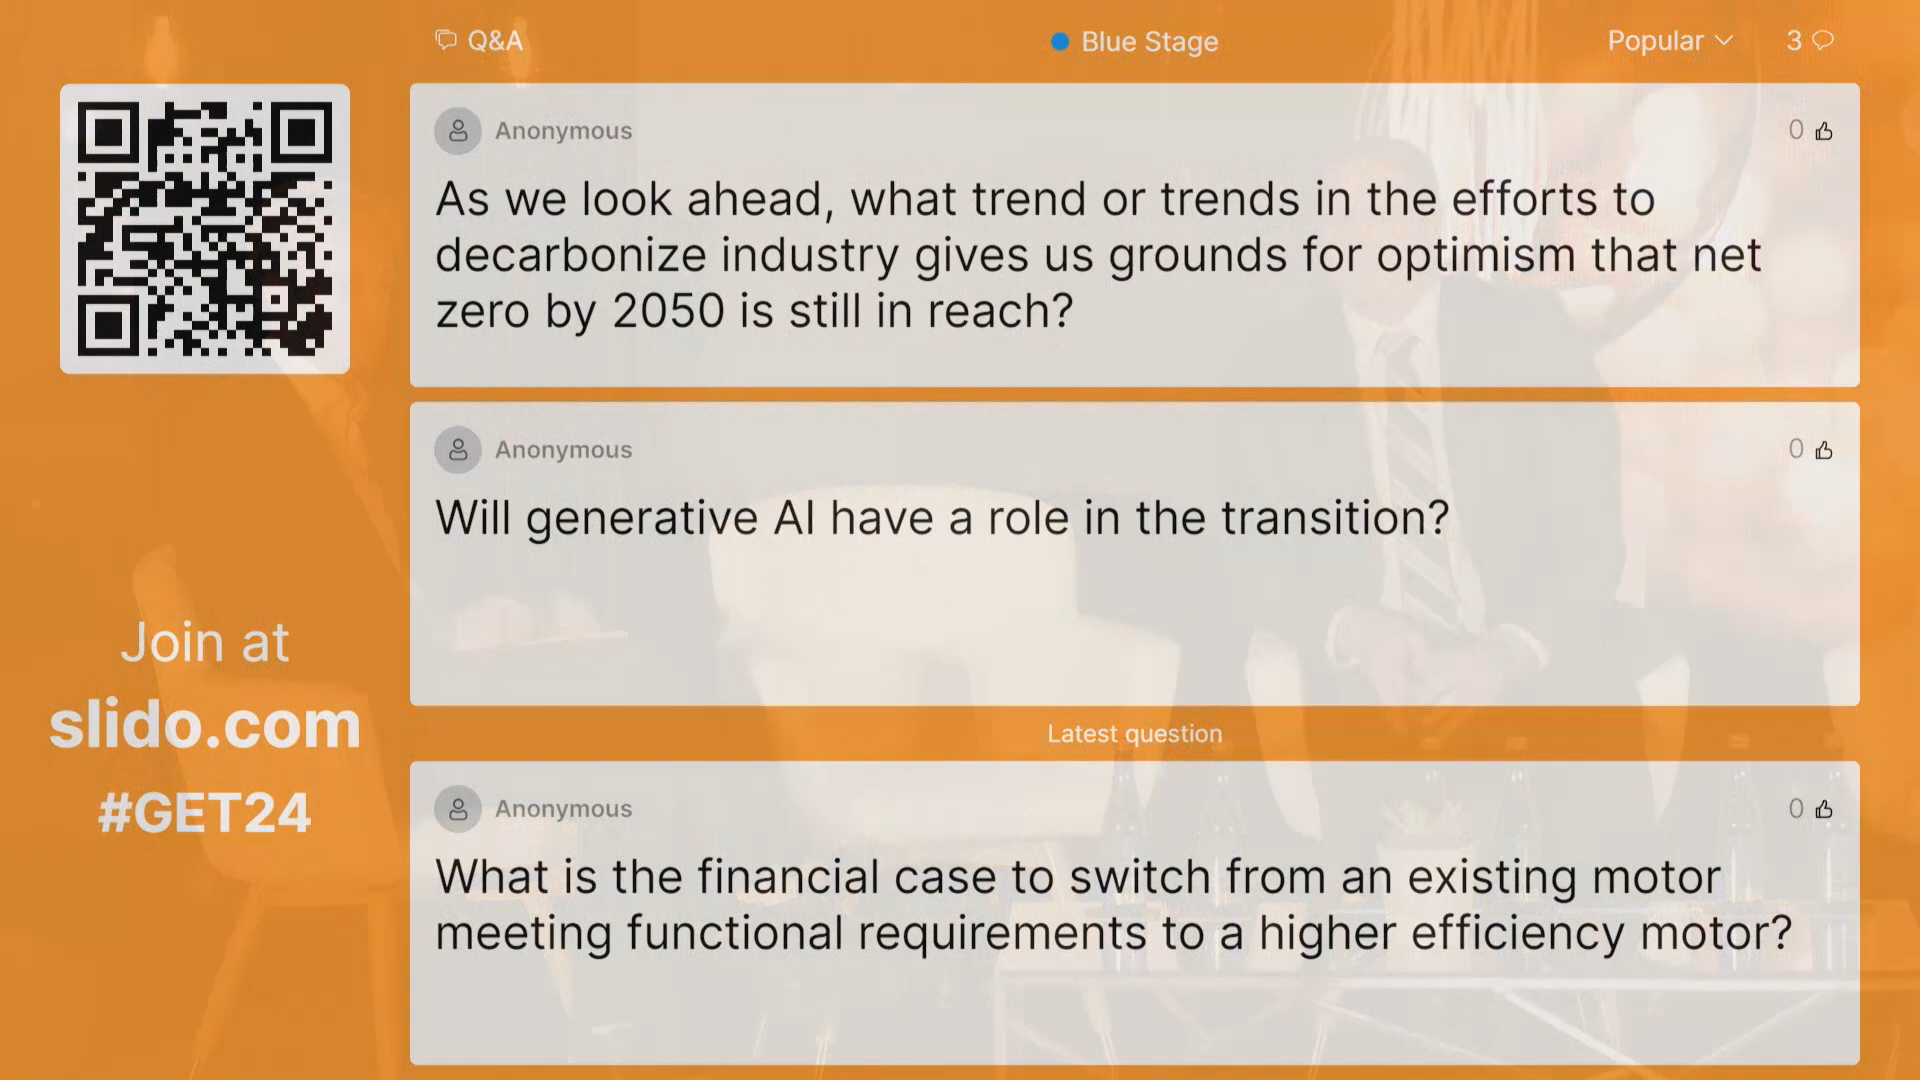 Q&A
Blue Stage
Popular
3
Anonymous
0
As we look ahead, what trend or trends in the efforts to
decarbonize industry gives us grounds for optimism that net
zero by 2050 is still in reach?
Anonymous
0
Will generative AI have a role in the transition?
Join at
slido.com
#GET24
Latest question
Anonymous
0
What is the financial case to switch from an existing motor
meeting functional requirements to a higher efficiency motor?